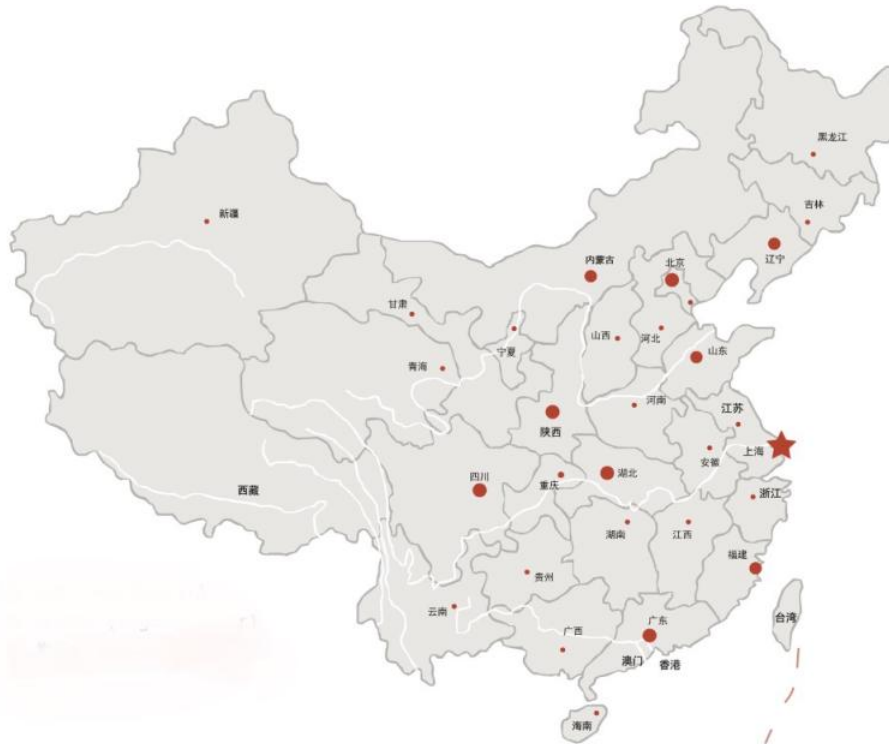 黑龙江
吉林
新疆
辽宁
内蒙古
北京
甘肃
山西
河北
宁夏
山东
青海
河南
江苏
陕西
上海
安徽
四川
重庆
湖北
西藏
浙江
湖南
江西
福建
贵州
云南
台湾
广东
广西
澳门
香港
海南